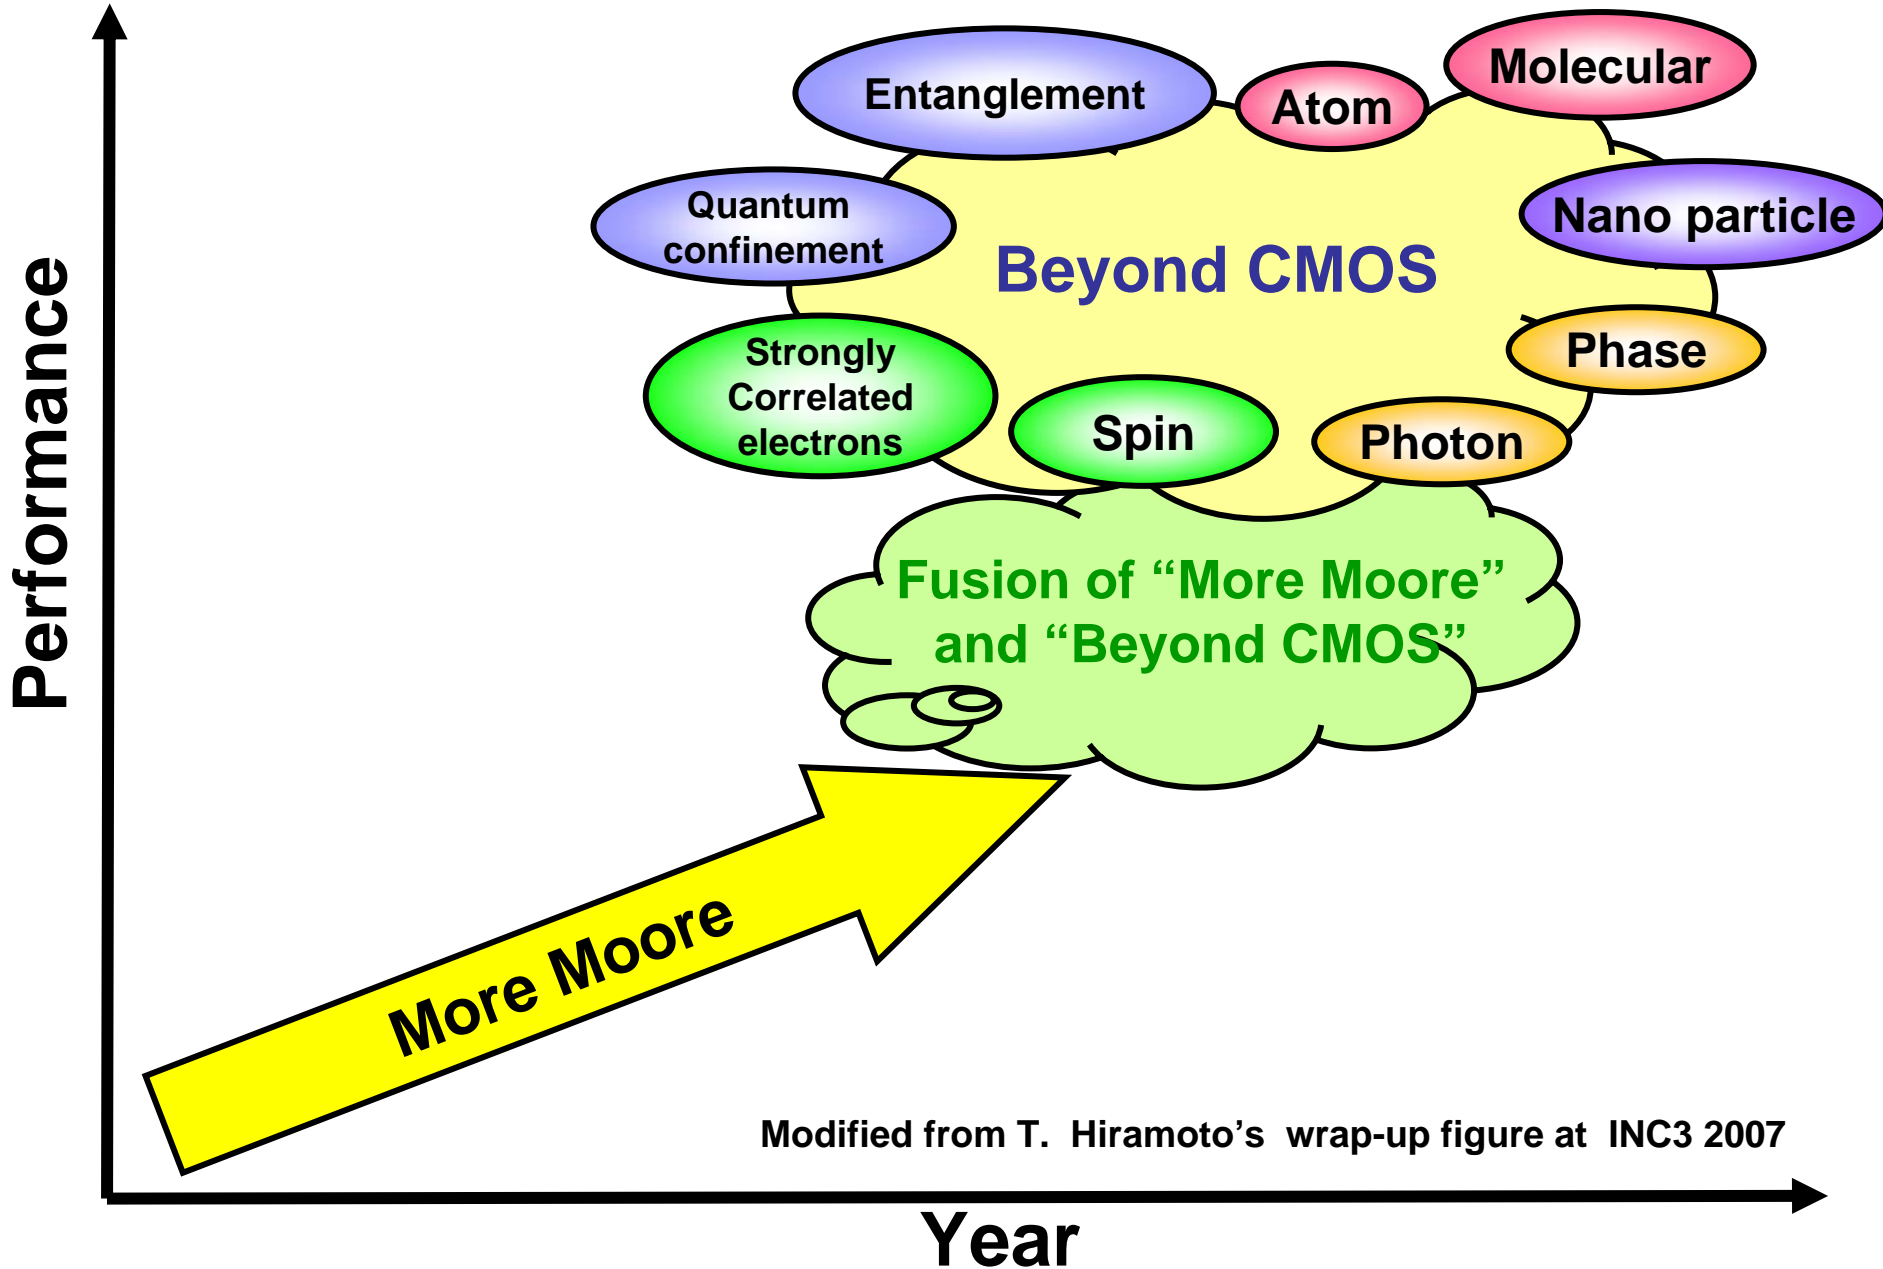 Performance
Entanglement
Atom
Molecular
Quantum
confinement
Nano particle
Beyond CMOS
Strongly
Correlated
electrons
Spin
Photon
Phase
Fusion of “More Moore”
and “Beyond CMOS”
More Moore
Modified from T. Hiramoto’s wrap-up figure at INC3 2007
Year